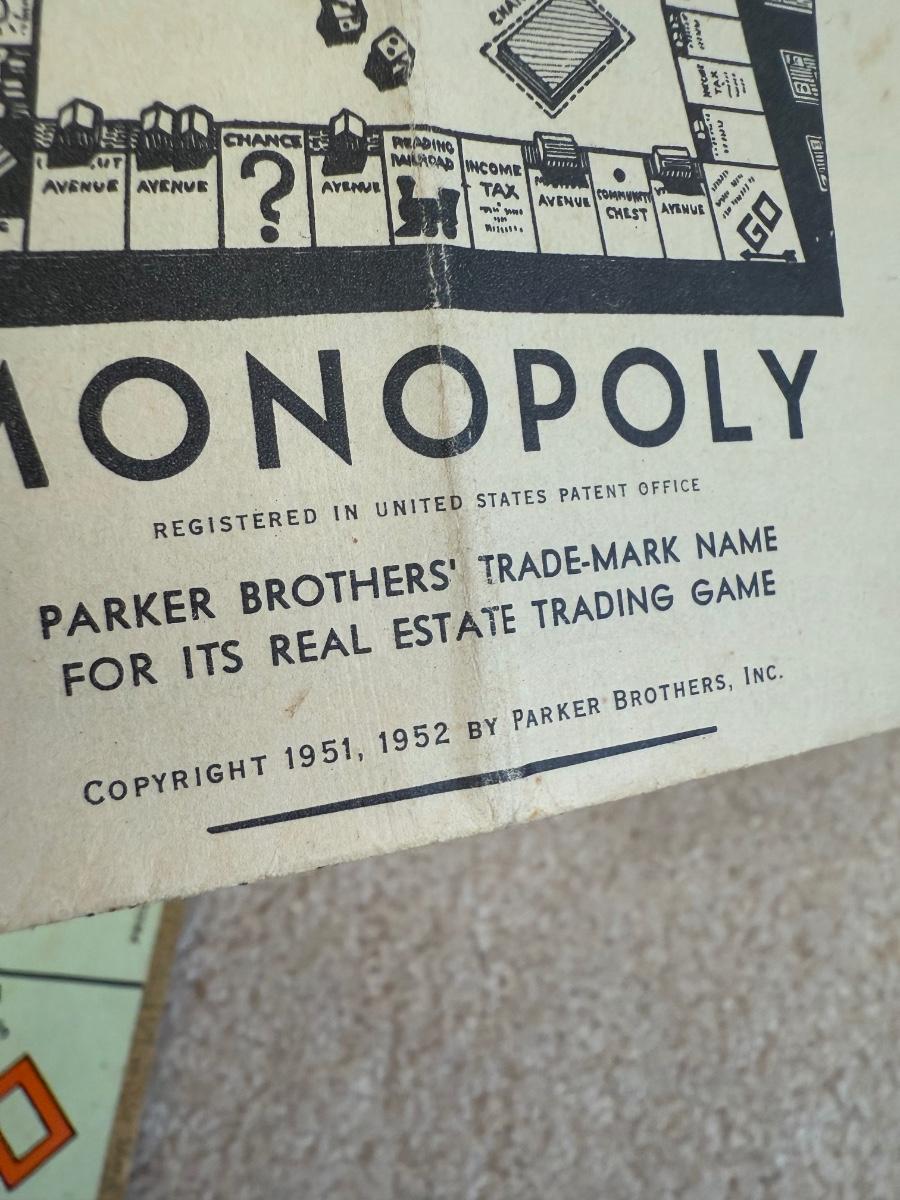 CHANCE
READING
RAILROAD
INCOME
TAX
AVENUE
AVENUE
?
AVENUE
AVENUE
COMMUNITY
CHEST
AVENUE
GO
INCOME
TAX
MONOPOLY
REGISTERED IN UNITED STATES PATENT OFFICE
PARKER BROTHERS' TRADE-MARK NAME
FOR ITS REAL ESTATE TRADING GAME
COPYRIGHT 1951, 1952 BY PARKER BROTHERS, INC.